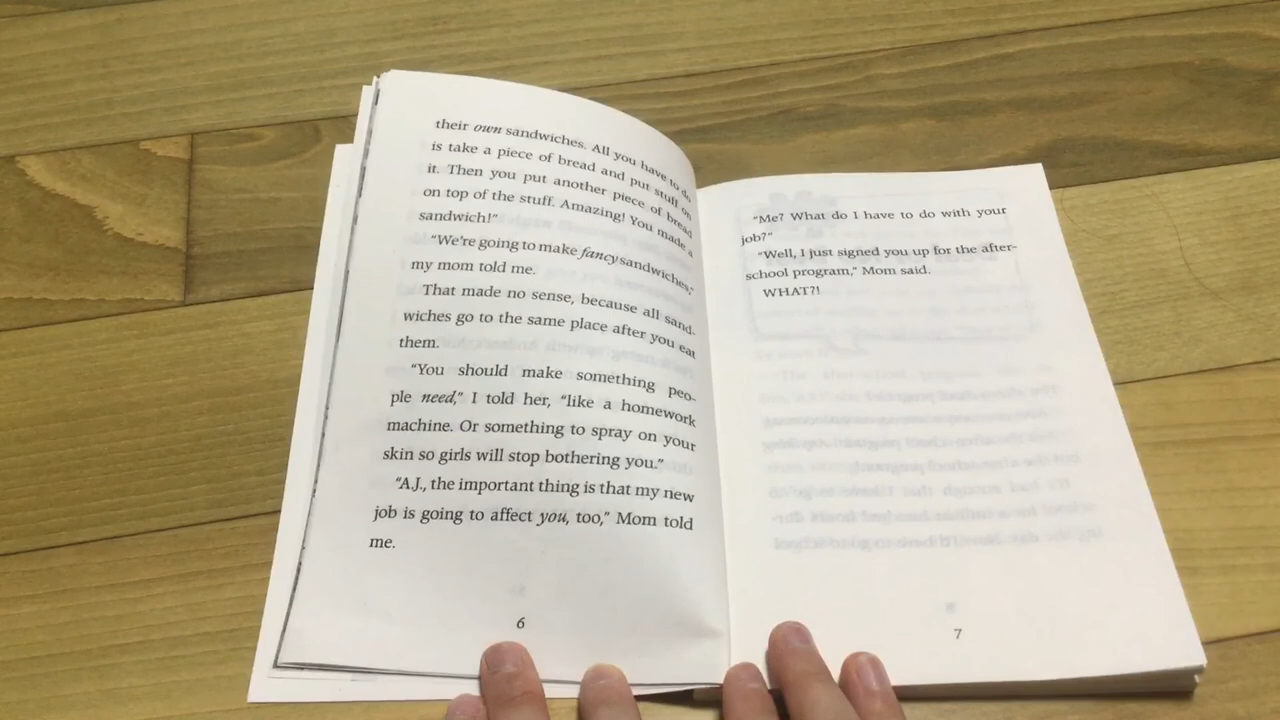 their own sandwiches. All you have to do
is take a piece of bread and put stuff on
it. Then you put another piece of bread
on top of the stuff. Amazing! You made a
sandwich!”
“We’re going to make fancy sandwiches,”
my mom told me.
That made no sense, because all sand-
wiches go to the same place after you eat
them.
“You should make something peo-
ple need,” I told her, “like a homework
machine. Or something to spray on your
skin so girls will stop bothering you.”
“A.J., the important thing is that my new
job is going to affect you, too,” Mom told
me.
6
“Me? What do I have to do with your
job?”
“Well, I just signed you up for the after-
school program,” Mom said.
WHAT?!
7